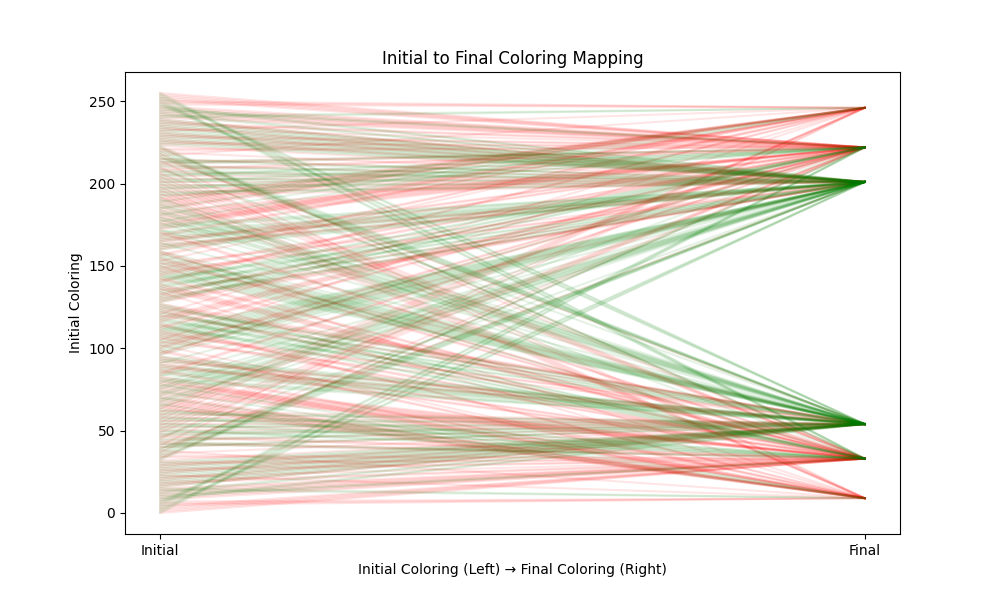 Initial to Final Coloring Mapping
250
200
150
100
50
0
Initial Coloring
Initial
Final
Initial Coloring (Left) → Final Coloring (Right)